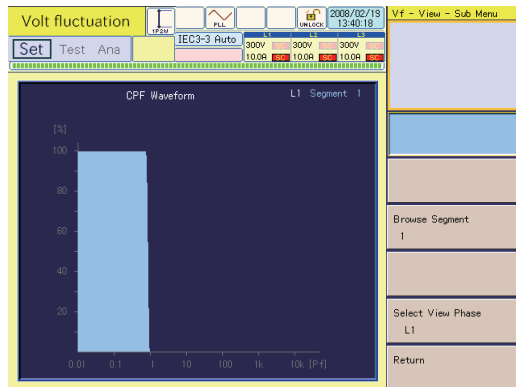 Volt fluctuation
1P2W
PLL
UNLOCK
2008/02/19
13:40:18
Vf - View - Sub Menu
Set Test Ana
IEC3-3 Auto
L1 L2 L3
300V SC 300V SC 300V SC
10.0A SC 10.0A SC 10.0A SC
CPF Waveform
L1 Segment 1
[%]
100
80
60
40
20
0.01 0.1 1 10 100 1k 10k [Pf]
Browse Segment
1
Select View Phase
L1
Return